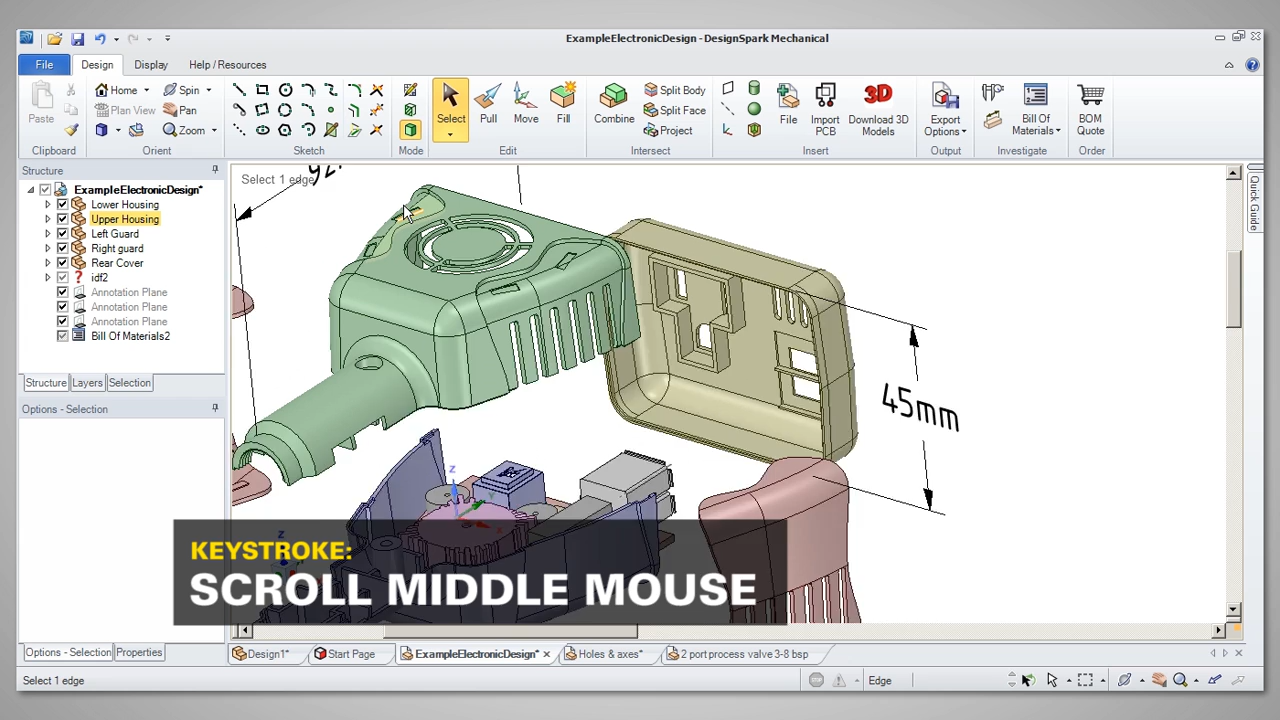 ExampleElectronicDesign - DesignSpark Mechanical
File Design Display Help / Resources
Paste
Home Spin
Plan View Pan
Zoom
Select Pull Move Fill
Combine
Split Body
Split Face
Project
File Import PCB Download 3D Models
Export Options
Bill Of Materials
BOM Quote
Clipboard Orient Sketch Mode Edit Intersect Insert Output Investigate Order
Structure
ExampleElectronicDesign*
Lower Housing
Upper Housing
Left Guard
Right guard
Rear Cover
idf2
Annotation Plane
Annotation Plane
Annotation Plane
Bill Of Materials2
Structure Layers Selection
Options - Selection
Options - Selection Properties
Select 1 edge
Quick Guide
45mm
Z
Y
X
Z
KEYSTROKE:
SCROLL MIDDLE MOUSE
Design1* Start Page ExampleElectronicDesign* Holes & axes* 2 port process valve 3-8 bsp
Select 1 edge Edge